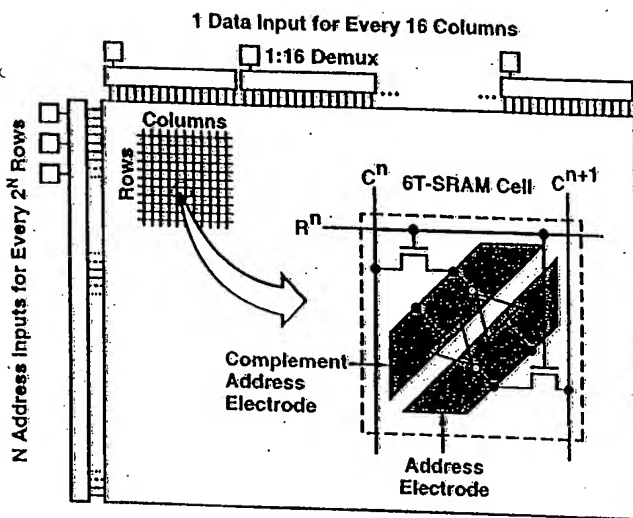 1 Data Input for Every 16 Columns
1:16 Demux
...
...
Columns
Rows
N Address Inputs for Every 2^N Rows
C^n
6T-SRAM Cell
C^n+1
R^n
Complement
Address
Electrode
Address
Electrode